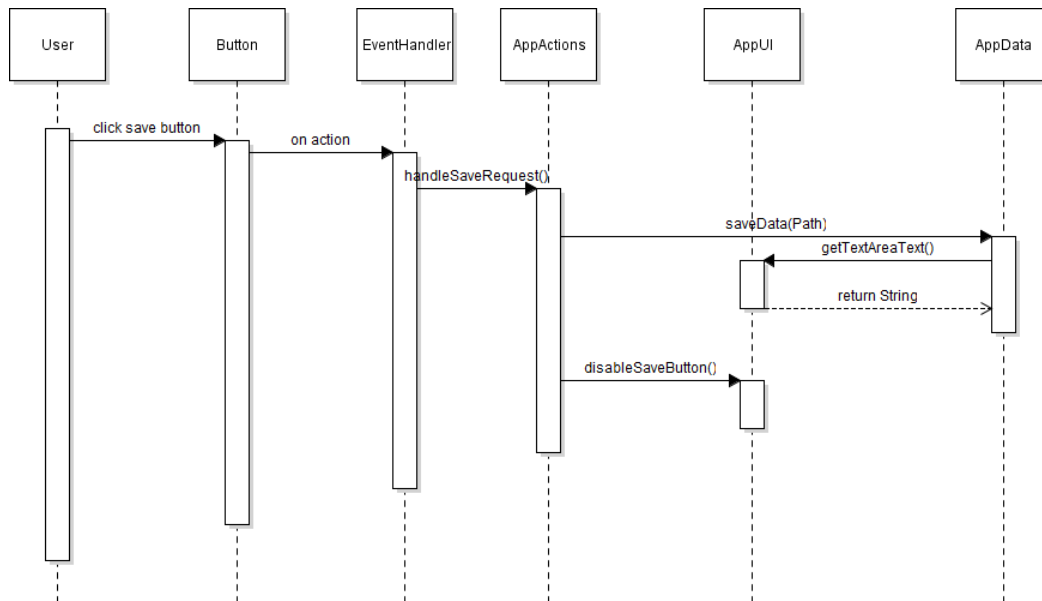 User
Button
EventHandler
AppActions
AppUI
AppData
click save button
on action
handleSaveRequest()
saveData(Path)
getTextAreaText()
return String
disableSaveButton()